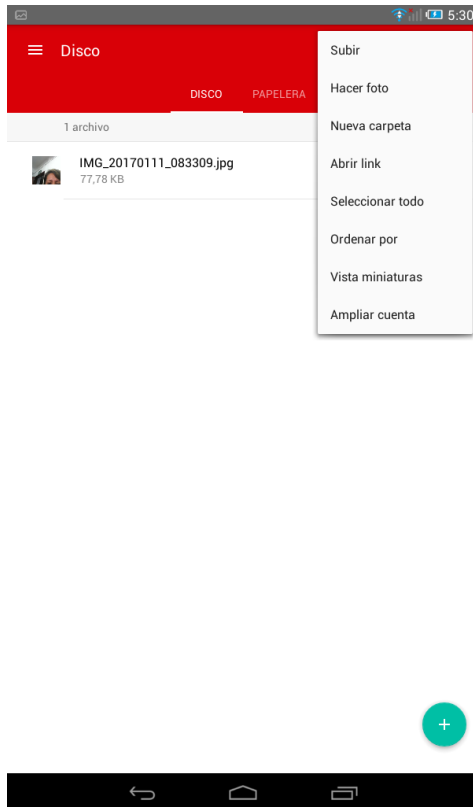 5:30
Disco
DISCO
PAPELERA
1 archivo
IMG_20170111_083309.jpg
77,78 KB
Subir
Hacer foto
Nueva carpeta
Abrir link
Seleccionar todo
Ordenar por
Vista miniaturas
Ampliar cuenta